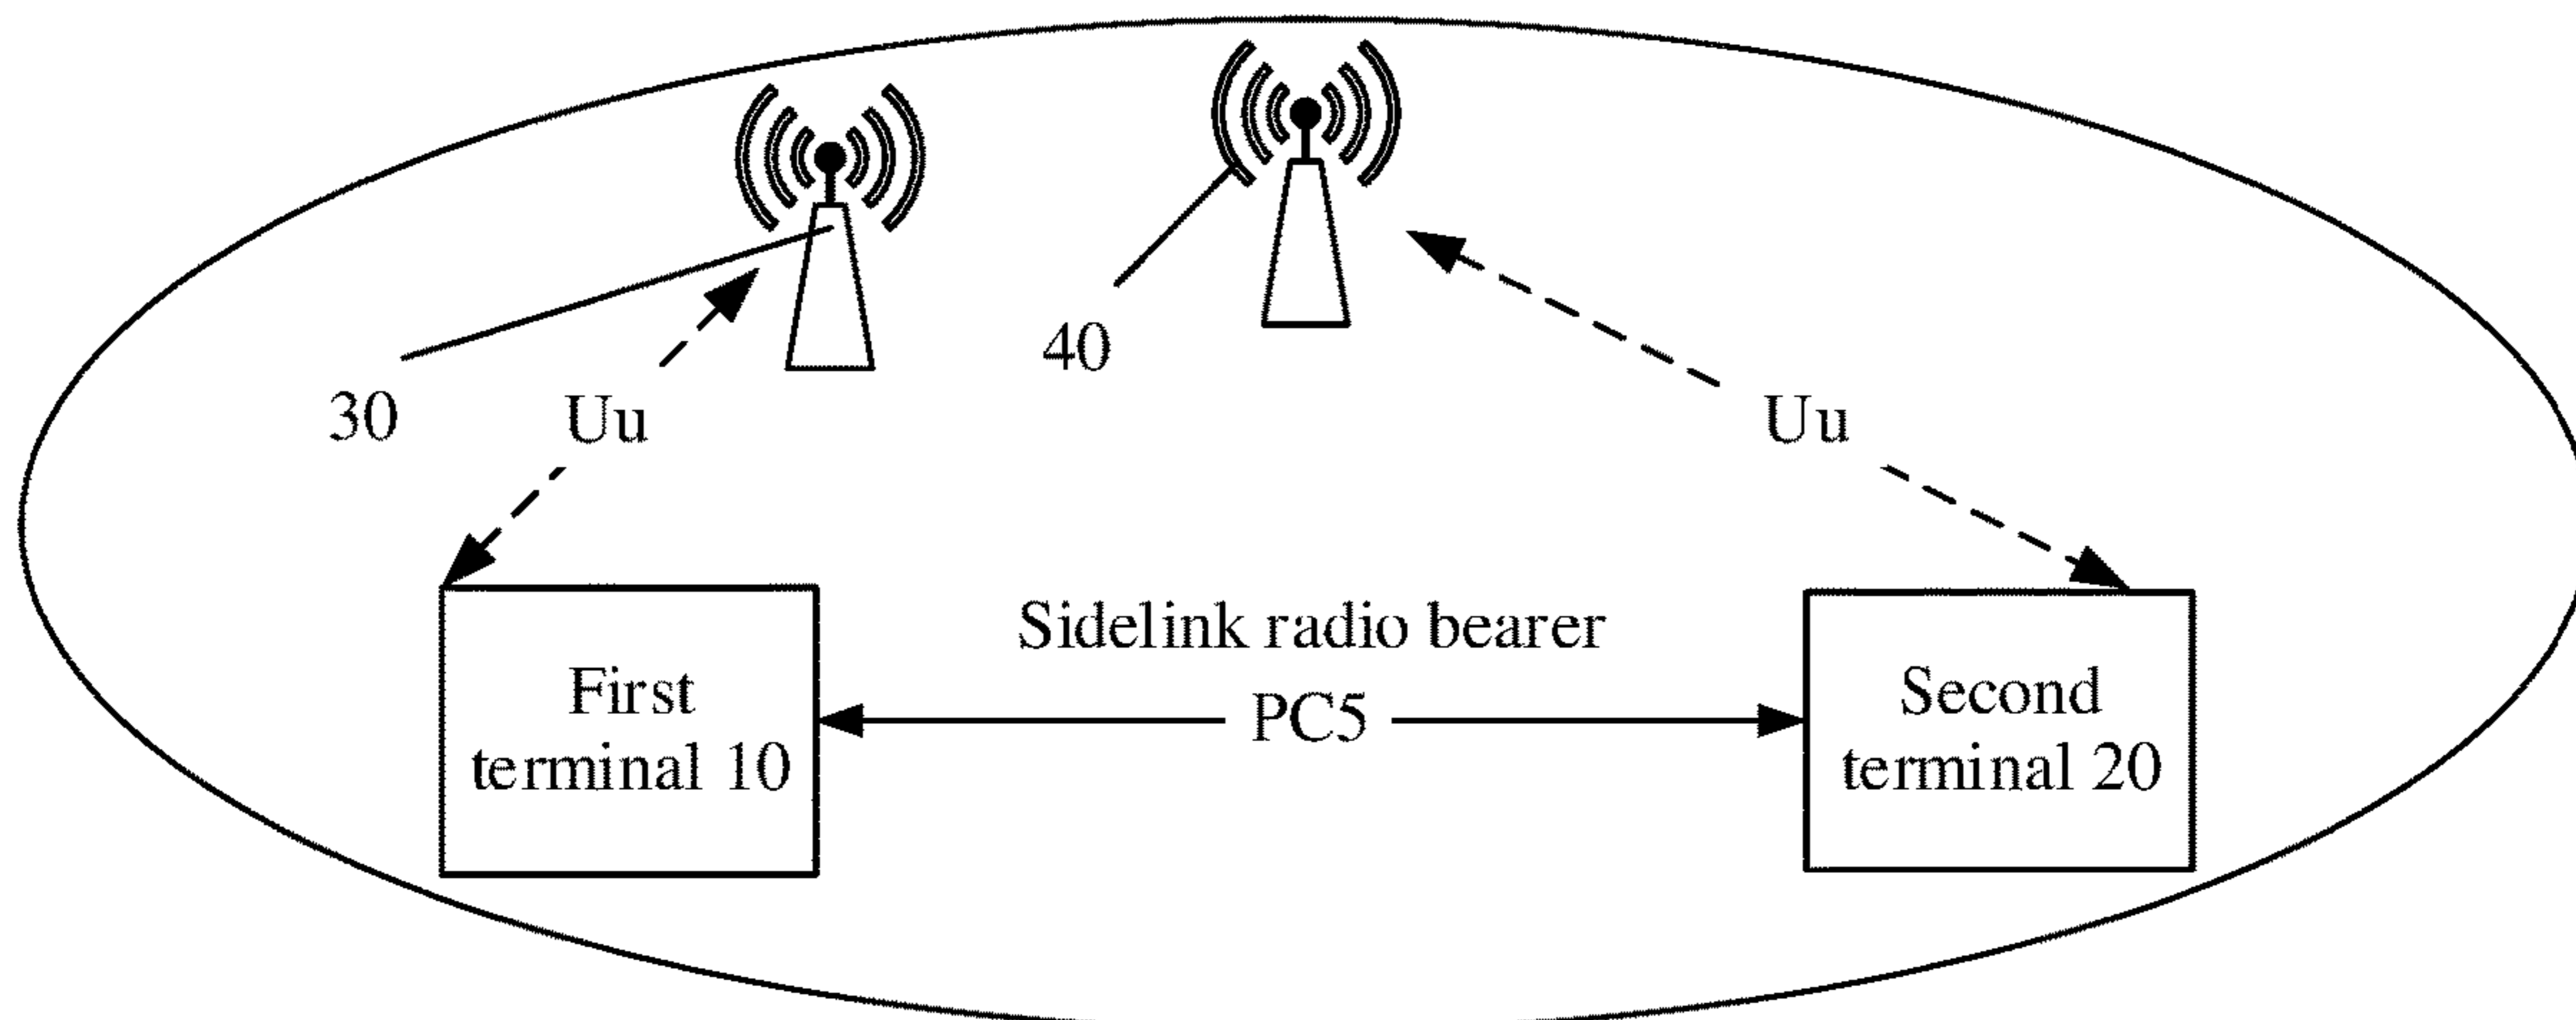 40
30
Uu
Uu
Sidelink radio bearer
PC5
First
terminal 10
Second
terminal 20